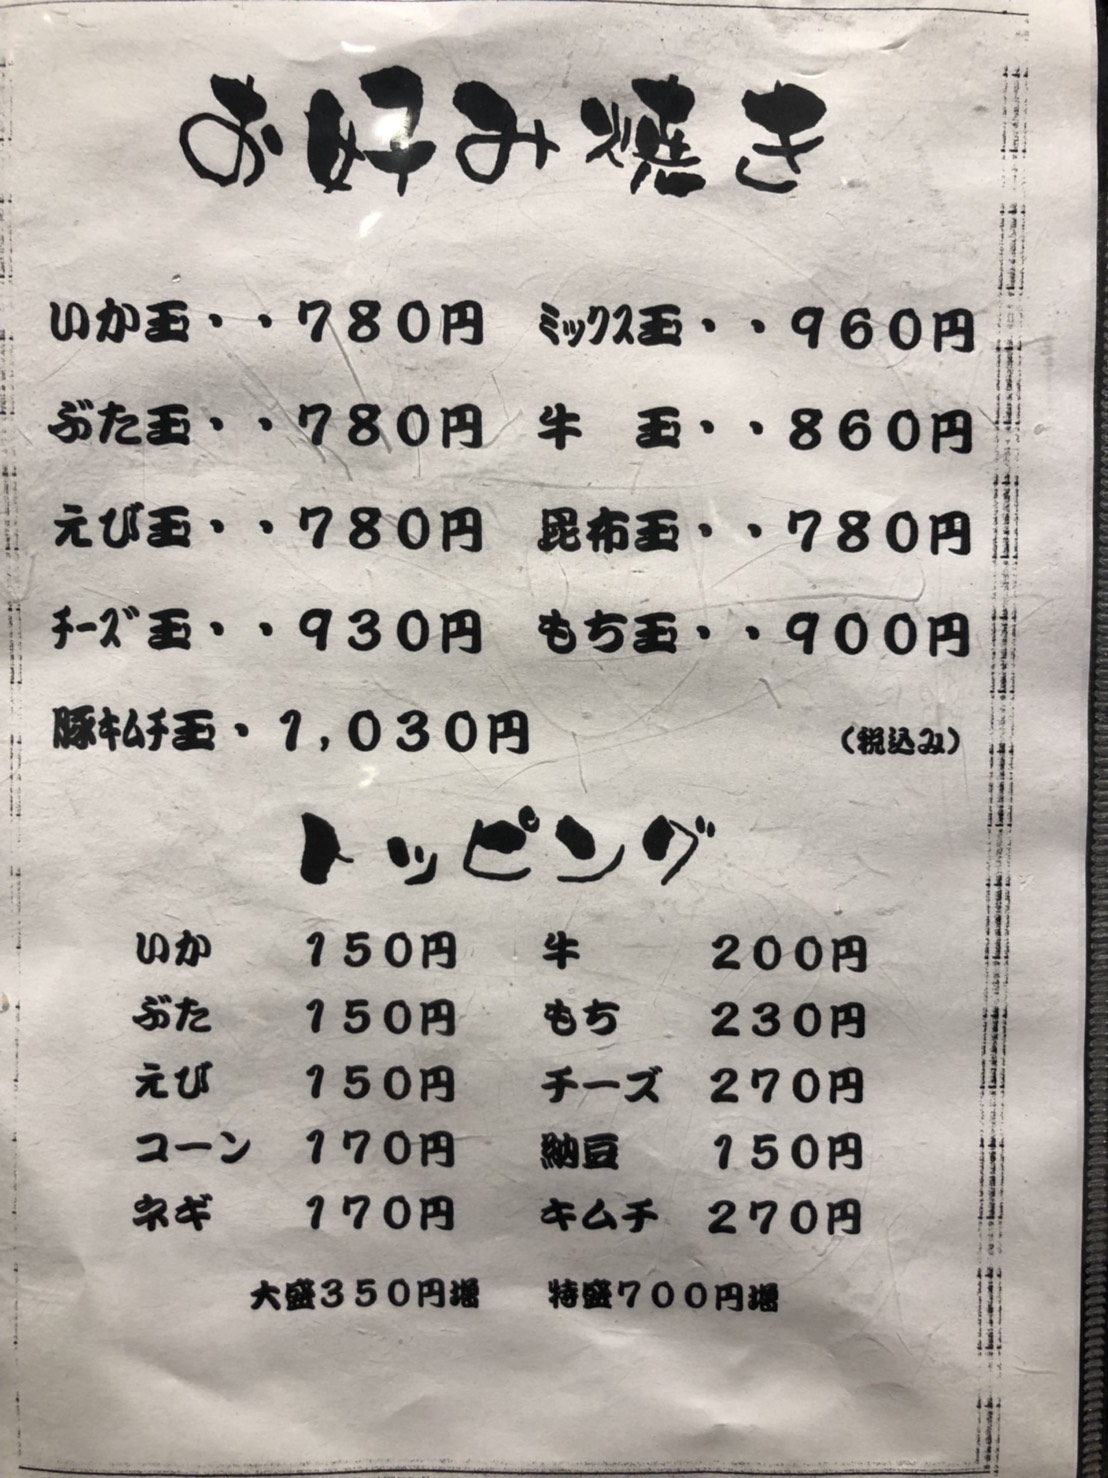 お好み焼き
いか玉・・７８０円　ミックス玉・・９６０円
ぶた玉・・７８０円　牛　玉・・８６０円
えび玉・・７８０円　昆布玉・・７８０円
チーズ玉・・９３０円　もち玉・・９００円
豚キムチ玉・１,０３０円　（税込み）
トッピング
いか　１５０円　牛　２００円
ぶた　１５０円　もち　２３０円
えび　１５０円　チーズ　２７０円
コーン　１７０円　納豆　１５０円
ネギ　１７０円　キムチ　２７０円
大盛３５０円増　特盛７００円増